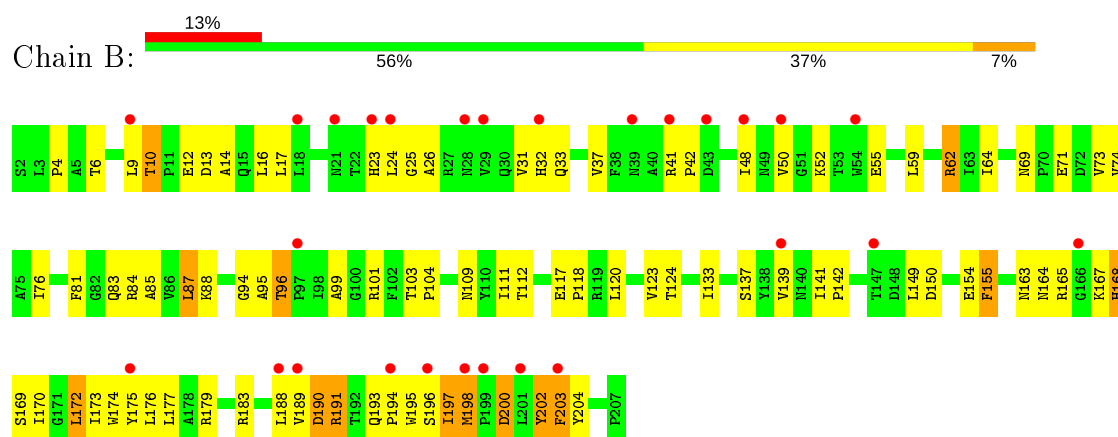 13%
Chain B:
56% 37% 7%
S2 L3 P4 A5 T6 L9 T10 P11 E12 D13 A14 Q15 L16 L17 L18 N21 T22 H23 L24 G25 A26 R27 N28 V29 Q30 V31 H32 Q33 V37 F38 N39 A40 R41 P42 D43 I48 N49 V50 G51 K52 T53 W54 E55 L59 R62 I63 I64 N69 P70 E71 D72 V73 V74
A75 I76 F81 G82 Q83 R84 A85 V86 L87 K88 G94 A95 T96 P97 I98 A99 G100 R101 F102 T103 P104 N109 Y110 I111 T112 E117 P118 R119 L120 V123 T124 I133 S137 Y138 V139 N140 I141 P142 T147 D148 L149 D150 E154 F155 N163 N164 R165 G166 K167 H168
S169 I170 G171 L172 I173 W174 Y175 L176 L177 A178 R179 R183 L188 V189 D190 R191 T192 Q193 P194 W195 S196 I197 M198 P199 D200 L201 Y202 F203 Y204 P207